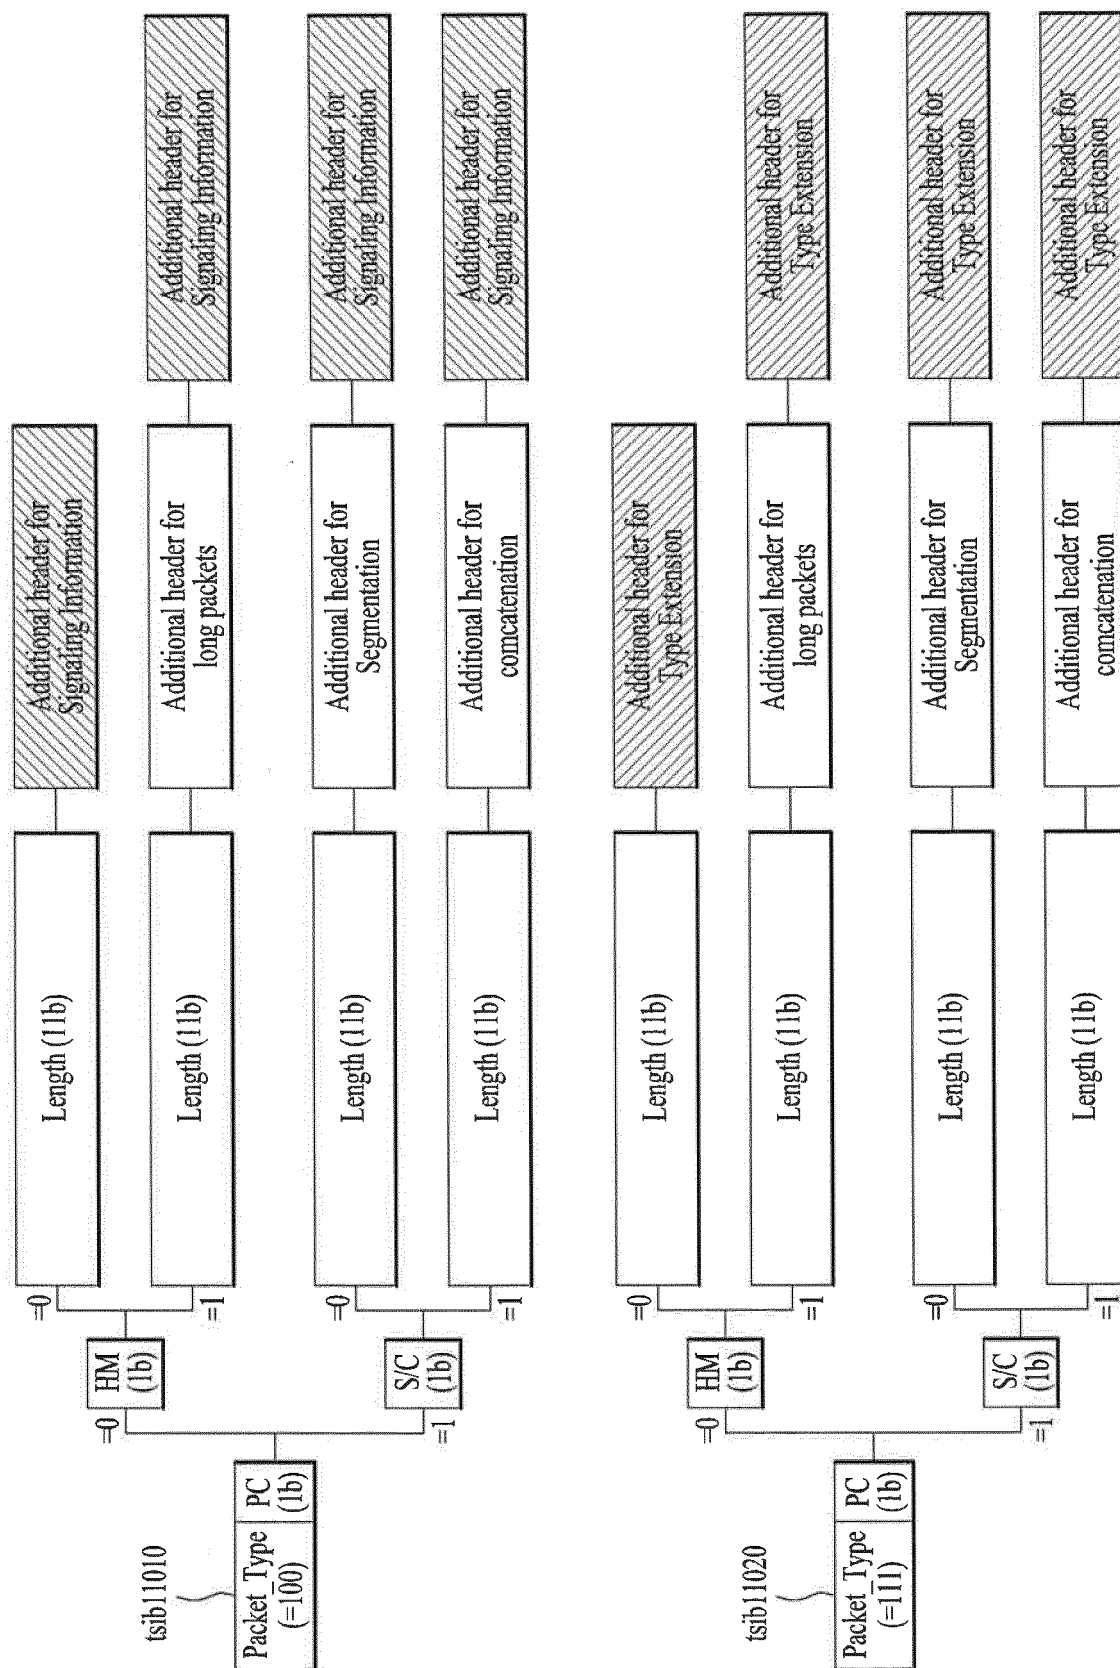 tsib11010
Packet_Type
(=100)
PC
(1b)
=0
=1
HM
(1b)
=0
=1
Length (11b)
Additional header for
Signaling Information
Length (11b)
Additional header for
long packets
Additional header for
Signaling Information
S/C
(1b)
=0
=1
Length (11b)
Additional header for
Segmentation
Additional header for
Signaling Information
Length (11b)
Additional header for
comcatenation
Additional header for
Signaling Information
tsib11020
Packet_Type
(=111)
PC
(1b)
=0
=1
HM
(1b)
=0
=1
Length (11b)
Additional header for
Type Extension
Length (11b)
Additional header for
long packets
Additional header for
Type Extension
S/C
(1b)
=0
=1
Length (11b)
Additional header for
Segmentation
Additional header for
Type Extension
Length (11b)
Additional header for
comcatenation
Additional header for
Type Extension